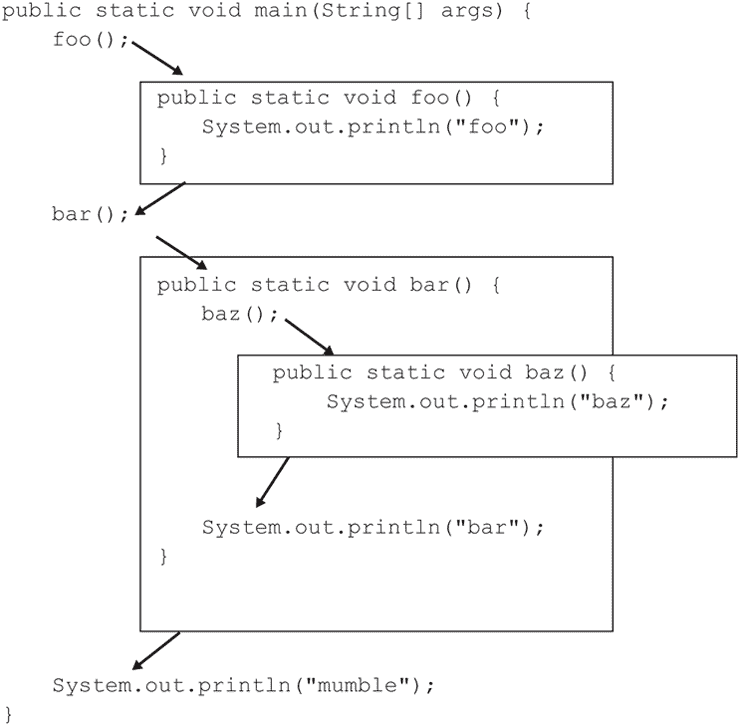 public static void main(String[] args) {
foo();
public static void foo() {
System.out.println("foo");
}
bar();
public static void bar() {
baz();
public static void baz() {
System.out.println("baz");
}
System.out.println("bar");
}
System.out.println("mumble");
}